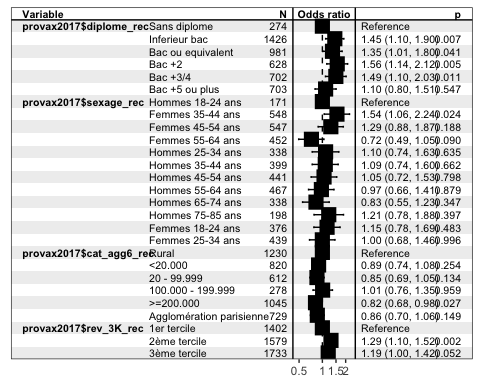 Variable N Odds ratio p
provax2017$diplome_rec Sans diplome 274 Reference
Inferieur bac 1426 1.45 (1.10, 1.90) 0.007
Bac ou equivalent 981 1.35 (1.01, 1.80) 0.041
Bac +2 628 1.56 (1.14, 2.12) 0.005
Bac +3/4 702 1.49 (1.10, 2.03) 0.011
Bac +5 ou plus 703 1.10 (0.80, 1.51) 0.547
provax2017$sexage_rec Hommes 18-24 ans 171 Reference
Femmes 35-44 ans 548 1.54 (1.06, 2.24) 0.024
Femmes 45-54 ans 547 1.29 (0.88, 1.87) 0.188
Femmes 55-64 ans 452 0.72 (0.49, 1.05) 0.090
Hommes 25-34 ans 338 1.10 (0.74, 1.63) 0.635
Hommes 35-44 ans 399 1.09 (0.74, 1.60) 0.662
Hommes 45-54 ans 441 1.05 (0.72, 1.53) 0.798
Hommes 55-64 ans 467 0.97 (0.66, 1.41) 0.879
Hommes 65-74 ans 338 0.83 (0.55, 1.23) 0.347
Hommes 75-85 ans 198 1.21 (0.78, 1.88) 0.397
Femmes 18-24 ans 376 1.15 (0.78, 1.69) 0.483
Femmes 25-34 ans 439 1.00 (0.68, 1.46) 0.996
provax2017$cat_agg6_rec Rural 1230 Reference
<20.000 820 0.89 (0.74, 1.08) 0.254
20 - 99.999 612 0.85 (0.69, 1.05) 0.134
100.000 - 199.999 278 1.01 (0.76, 1.35) 0.959
>=200.000 1045 0.82 (0.68, 0.98) 0.027
Agglomération parisienne 729 0.86 (0.70, 1.06) 0.149
provax2017$rev_3K_rec 1er tercile 1402 Reference
2ème tercile 1579 1.29 (1.10, 1.52) 0.002
3ème tercile 1733 1.19 (1.00, 1.42) 0.052
0.5 1 1.5 2